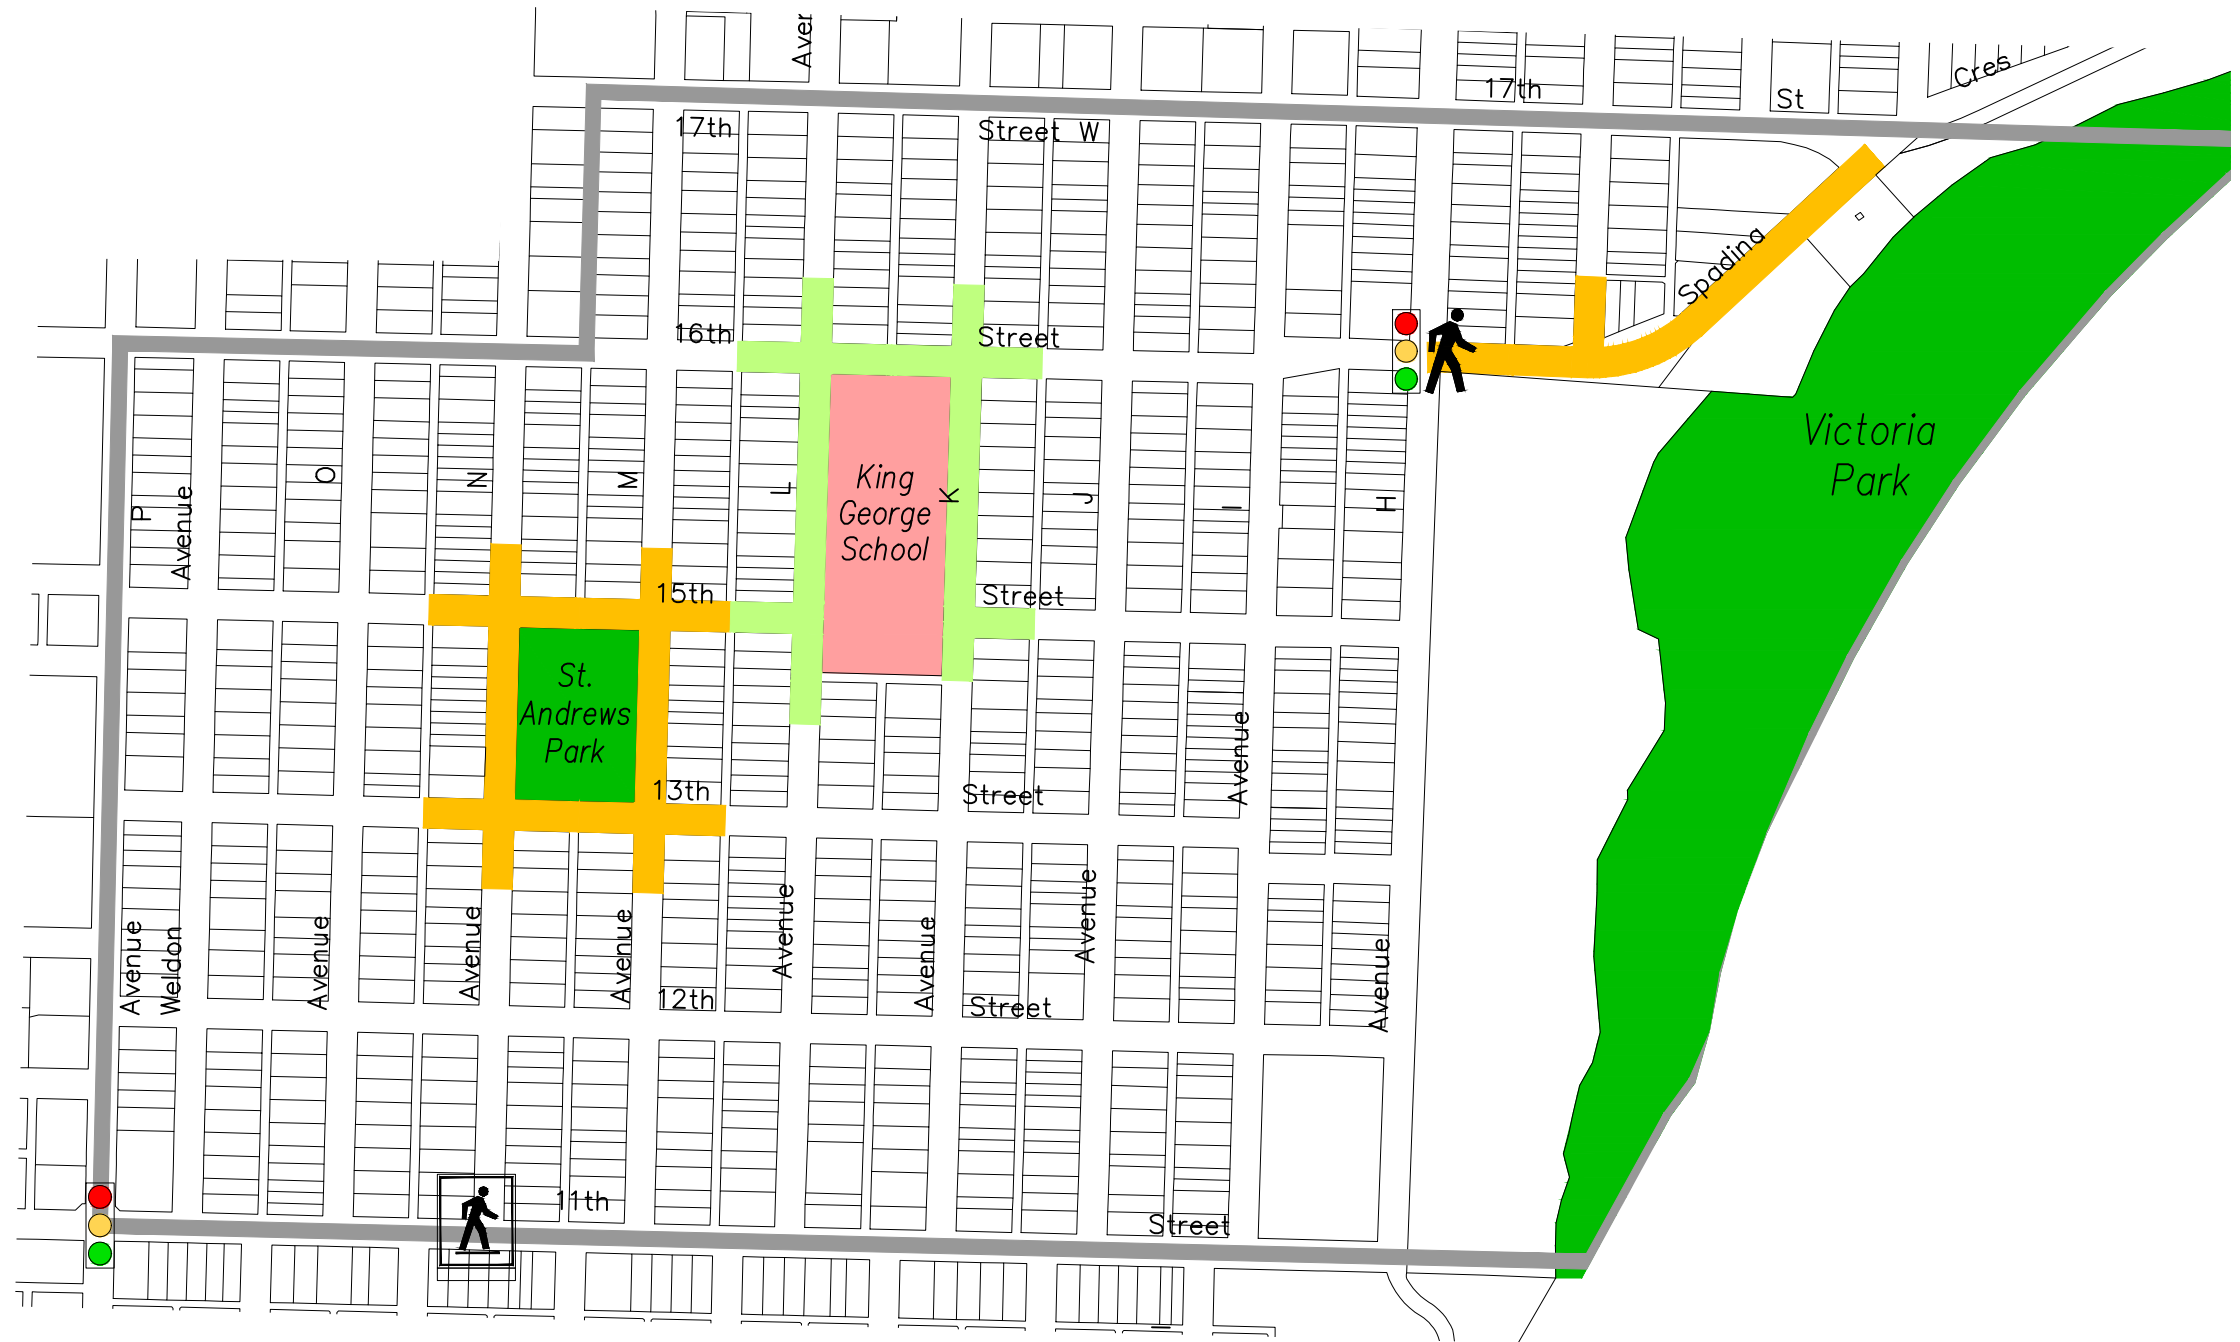 Aver
17th
St
Cres
17th
Street W
16th
Street
Spadina
P
Avenue
O
N
M
L
K
J
I
H
King
George
School
Victoria
Park
15th
Street
St.
Andrews
Park
13th
Street
Avenue
Avenue
Weldon
Avenue
Avenue
Avenue
Avenue
Avenue
Avenue
Avenue
12th
Street
11th
Street